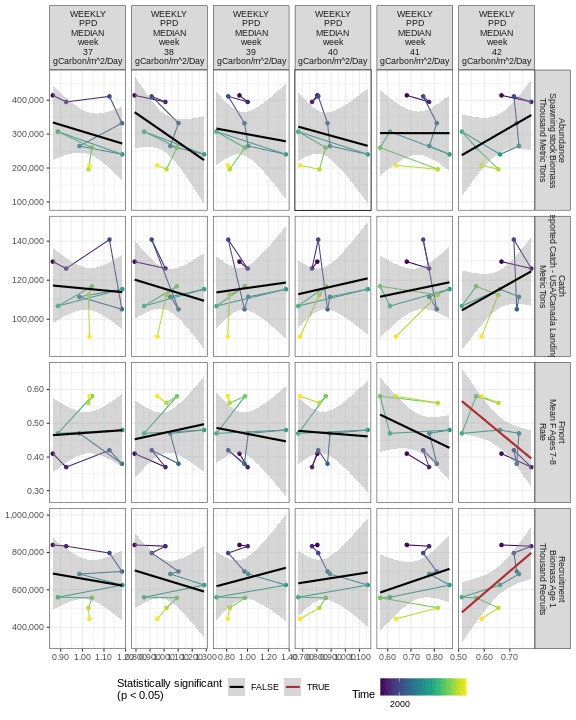 WEEKLY
PPD
MEDIAN
week
37
gCarbon/m^2/Day
WEEKLY
PPD
MEDIAN
week
38
gCarbon/m^2/Day
WEEKLY
PPD
MEDIAN
week
39
gCarbon/m^2/Day
WEEKLY
PPD
MEDIAN
week
40
gCarbon/m^2/Day
WEEKLY
PPD
MEDIAN
week
41
gCarbon/m^2/Day
WEEKLY
PPD
MEDIAN
week
42
gCarbon/m^2/Day
400,000
300,000
200,000
100,000
Abundance
Spawning stock Biomass
Thousand Metric Tons
140,000
120,000
100,000
Catch
Catch - USA/Canada
Metric Tons
0.60
0.50
0.40
0.30
Fmort
Mean F Ages 7-8
Rate
1,000,000
800,000
600,000
400,000
Recruitment
Biomass Age 1
Thousand Recruits
0.90 1.00 1.10
0.80 1.00 1.20
0.60 0.70 0.80
0.50 0.60 0.70
Statistically significant
(p < 0.05)
FALSE
TRUE
Time
2000